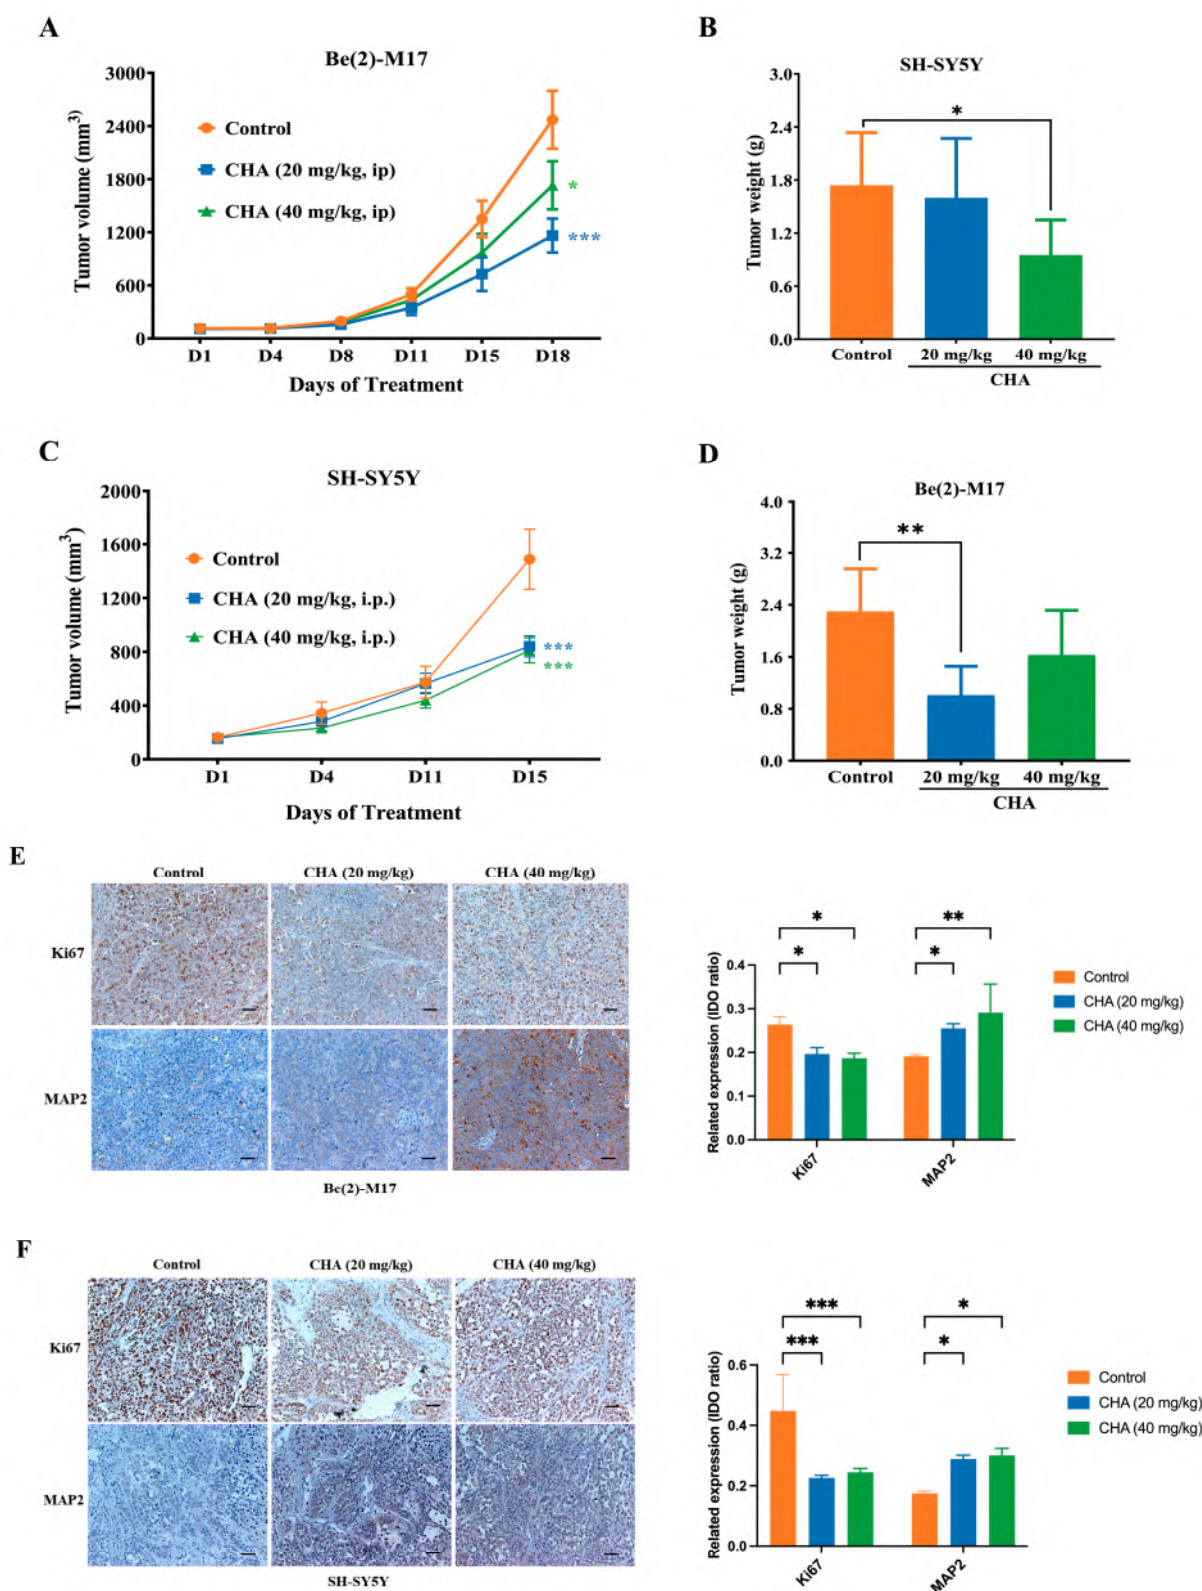 A
Be(2)-M17
Tumor volume (mm³)
3000
2400
1800
1200
600
0
Control
CHA (20 mg/kg, ip)
CHA (40 mg/kg, ip)
*
***
D1 D4 D8 D11 D15 D18
Days of Treatment
B
SH-SY5Y
Tumor weight (g)
3.0
2.4
1.8
1.2
0.6
0.0
*
Control 20 mg/kg 40 mg/kg
CHA
C
SH-SY5Y
Tumor volume (mm³)
2000
1600
1200
800
400
0
Control
CHA (20 mg/kg, i.p.)
CHA (40 mg/kg, i.p.)
***
***
D1 D4 D11 D15
Days of Treatment
D
Be(2)-M17
Tumor weight (g)
4.0
3.2
2.4
1.6
0.8
0.0
**
Control 20 mg/kg 40 mg/kg
CHA
E
Control CHA (20 mg/kg) CHA (40 mg/kg)
Ki67
MAP2
Be(2)-M17
Related expression (IDO ratio)
0.4
0.3
0.2
0.1
0.0
* **
* *
Ki67 MAP2
Control
CHA (20 mg/kg)
CHA (40 mg/kg)
F
Control CHA (20 mg/kg) CHA (40 mg/kg)
Ki67
MAP2
SH-SY5Y
Related expression (IDO ratio)
0.6
0.4
0.2
0.0
*** *
*** *
Ki67 MAP2
Control
CHA (20 mg/kg)
CHA (40 mg/kg)